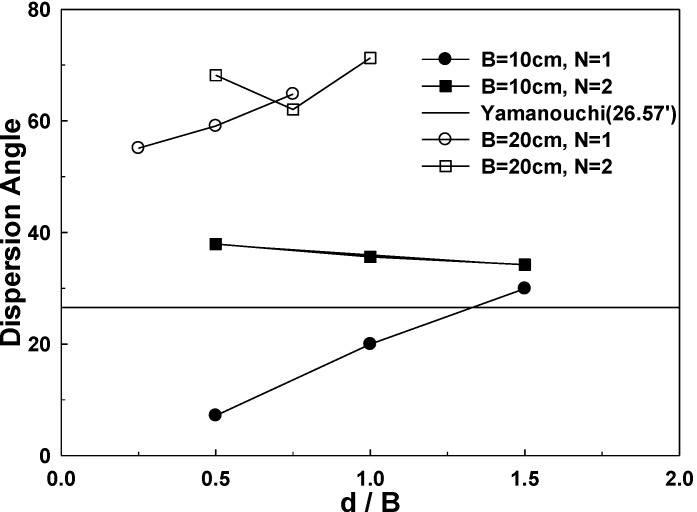 80
60
40
20
0
0.0
0.5
1.0
1.5
2.0
Dispersion Angle
d / B
B=10cm, N=1
B=10cm, N=2
Yamanouchi(26.57')
B=20cm, N=1
B=20cm, N=2